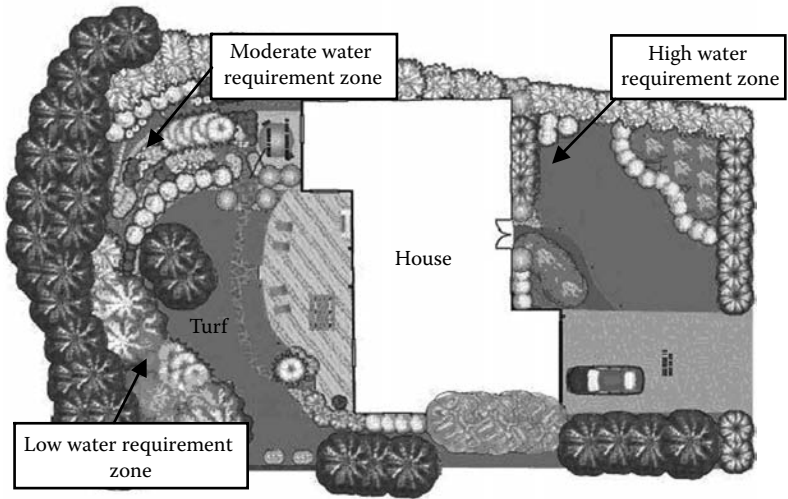 Moderate water
requirement zone
High water
requirement zone
House
Turf
Low water requirement
zone